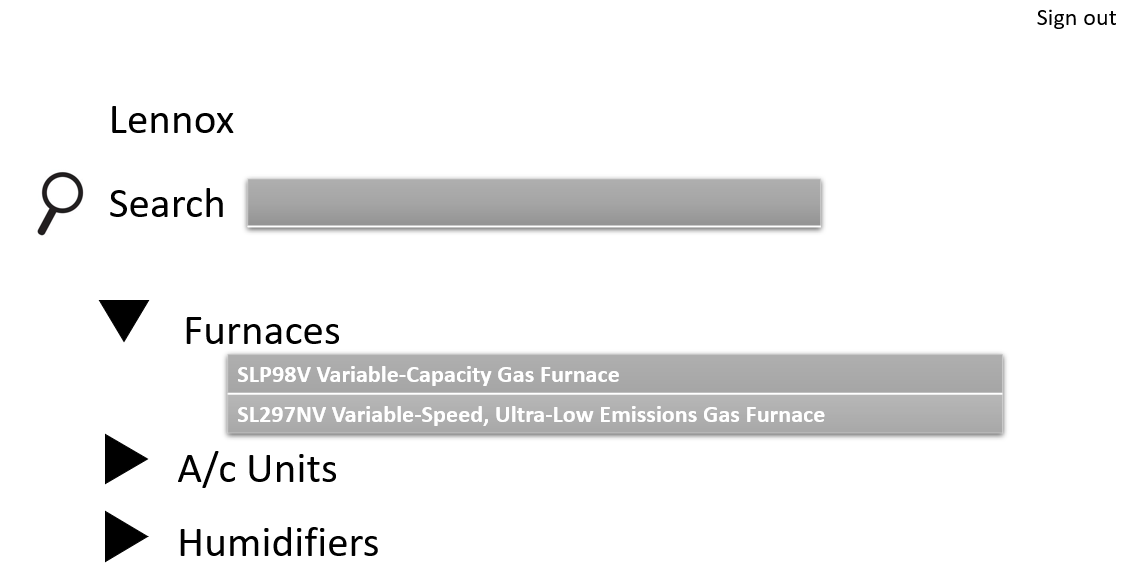 Sign out
Lennox
Search
Furnaces
SLP98V Variable-Capacity Gas Furnace
SL297NV Variable-Speed, Ultra-Low Emissions Gas Furnace
A/c Units
Humidifiers